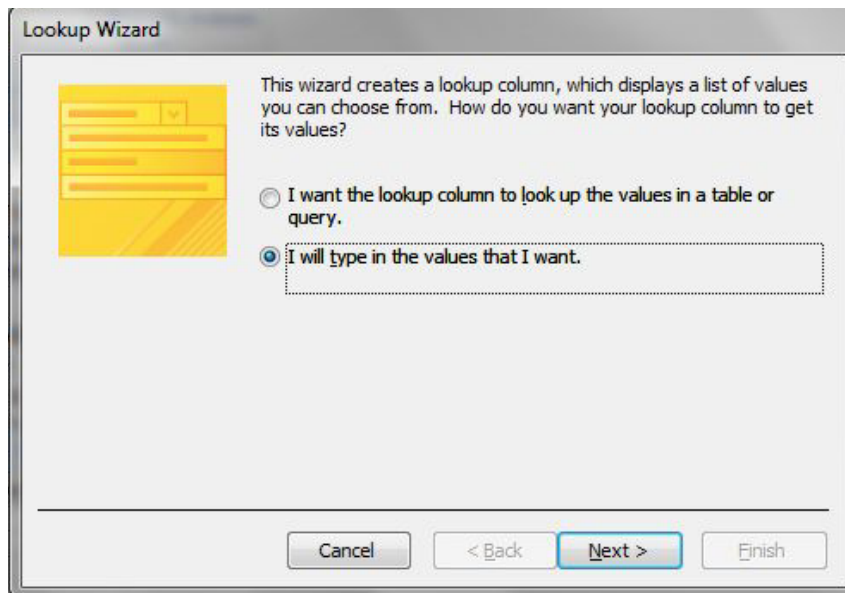 Lookup Wizard
This wizard creates a lookup column, which displays a list of values
you can choose from. How do you want your lookup column to get
its values?
I want the lookup column to look up the values in a table or
query.
I will type in the values that I want.
Cancel
< Back
Next >
Finish